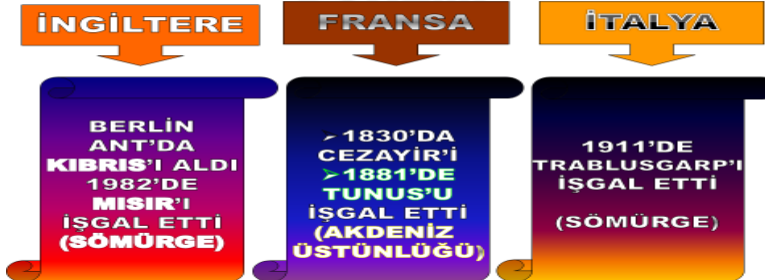 İNGİLTERE
BERLİN
ANT’DA
KIBRIS’I ALDI
1982’DE
MISIR’I
İŞGAL ETTİ
(SÖMÜRGE)
FRANSA
➢1830’DA
CEZAYİR’İ
➢1881’DE
TUNUS’U
İŞGAL ETTİ
(AKDENİZ
ÜSTÜNLÜĞÜ)
İTALYA
1911’DE
TRABLUSGARP’I
İŞGAL ETTİ
(SÖMÜRGE)